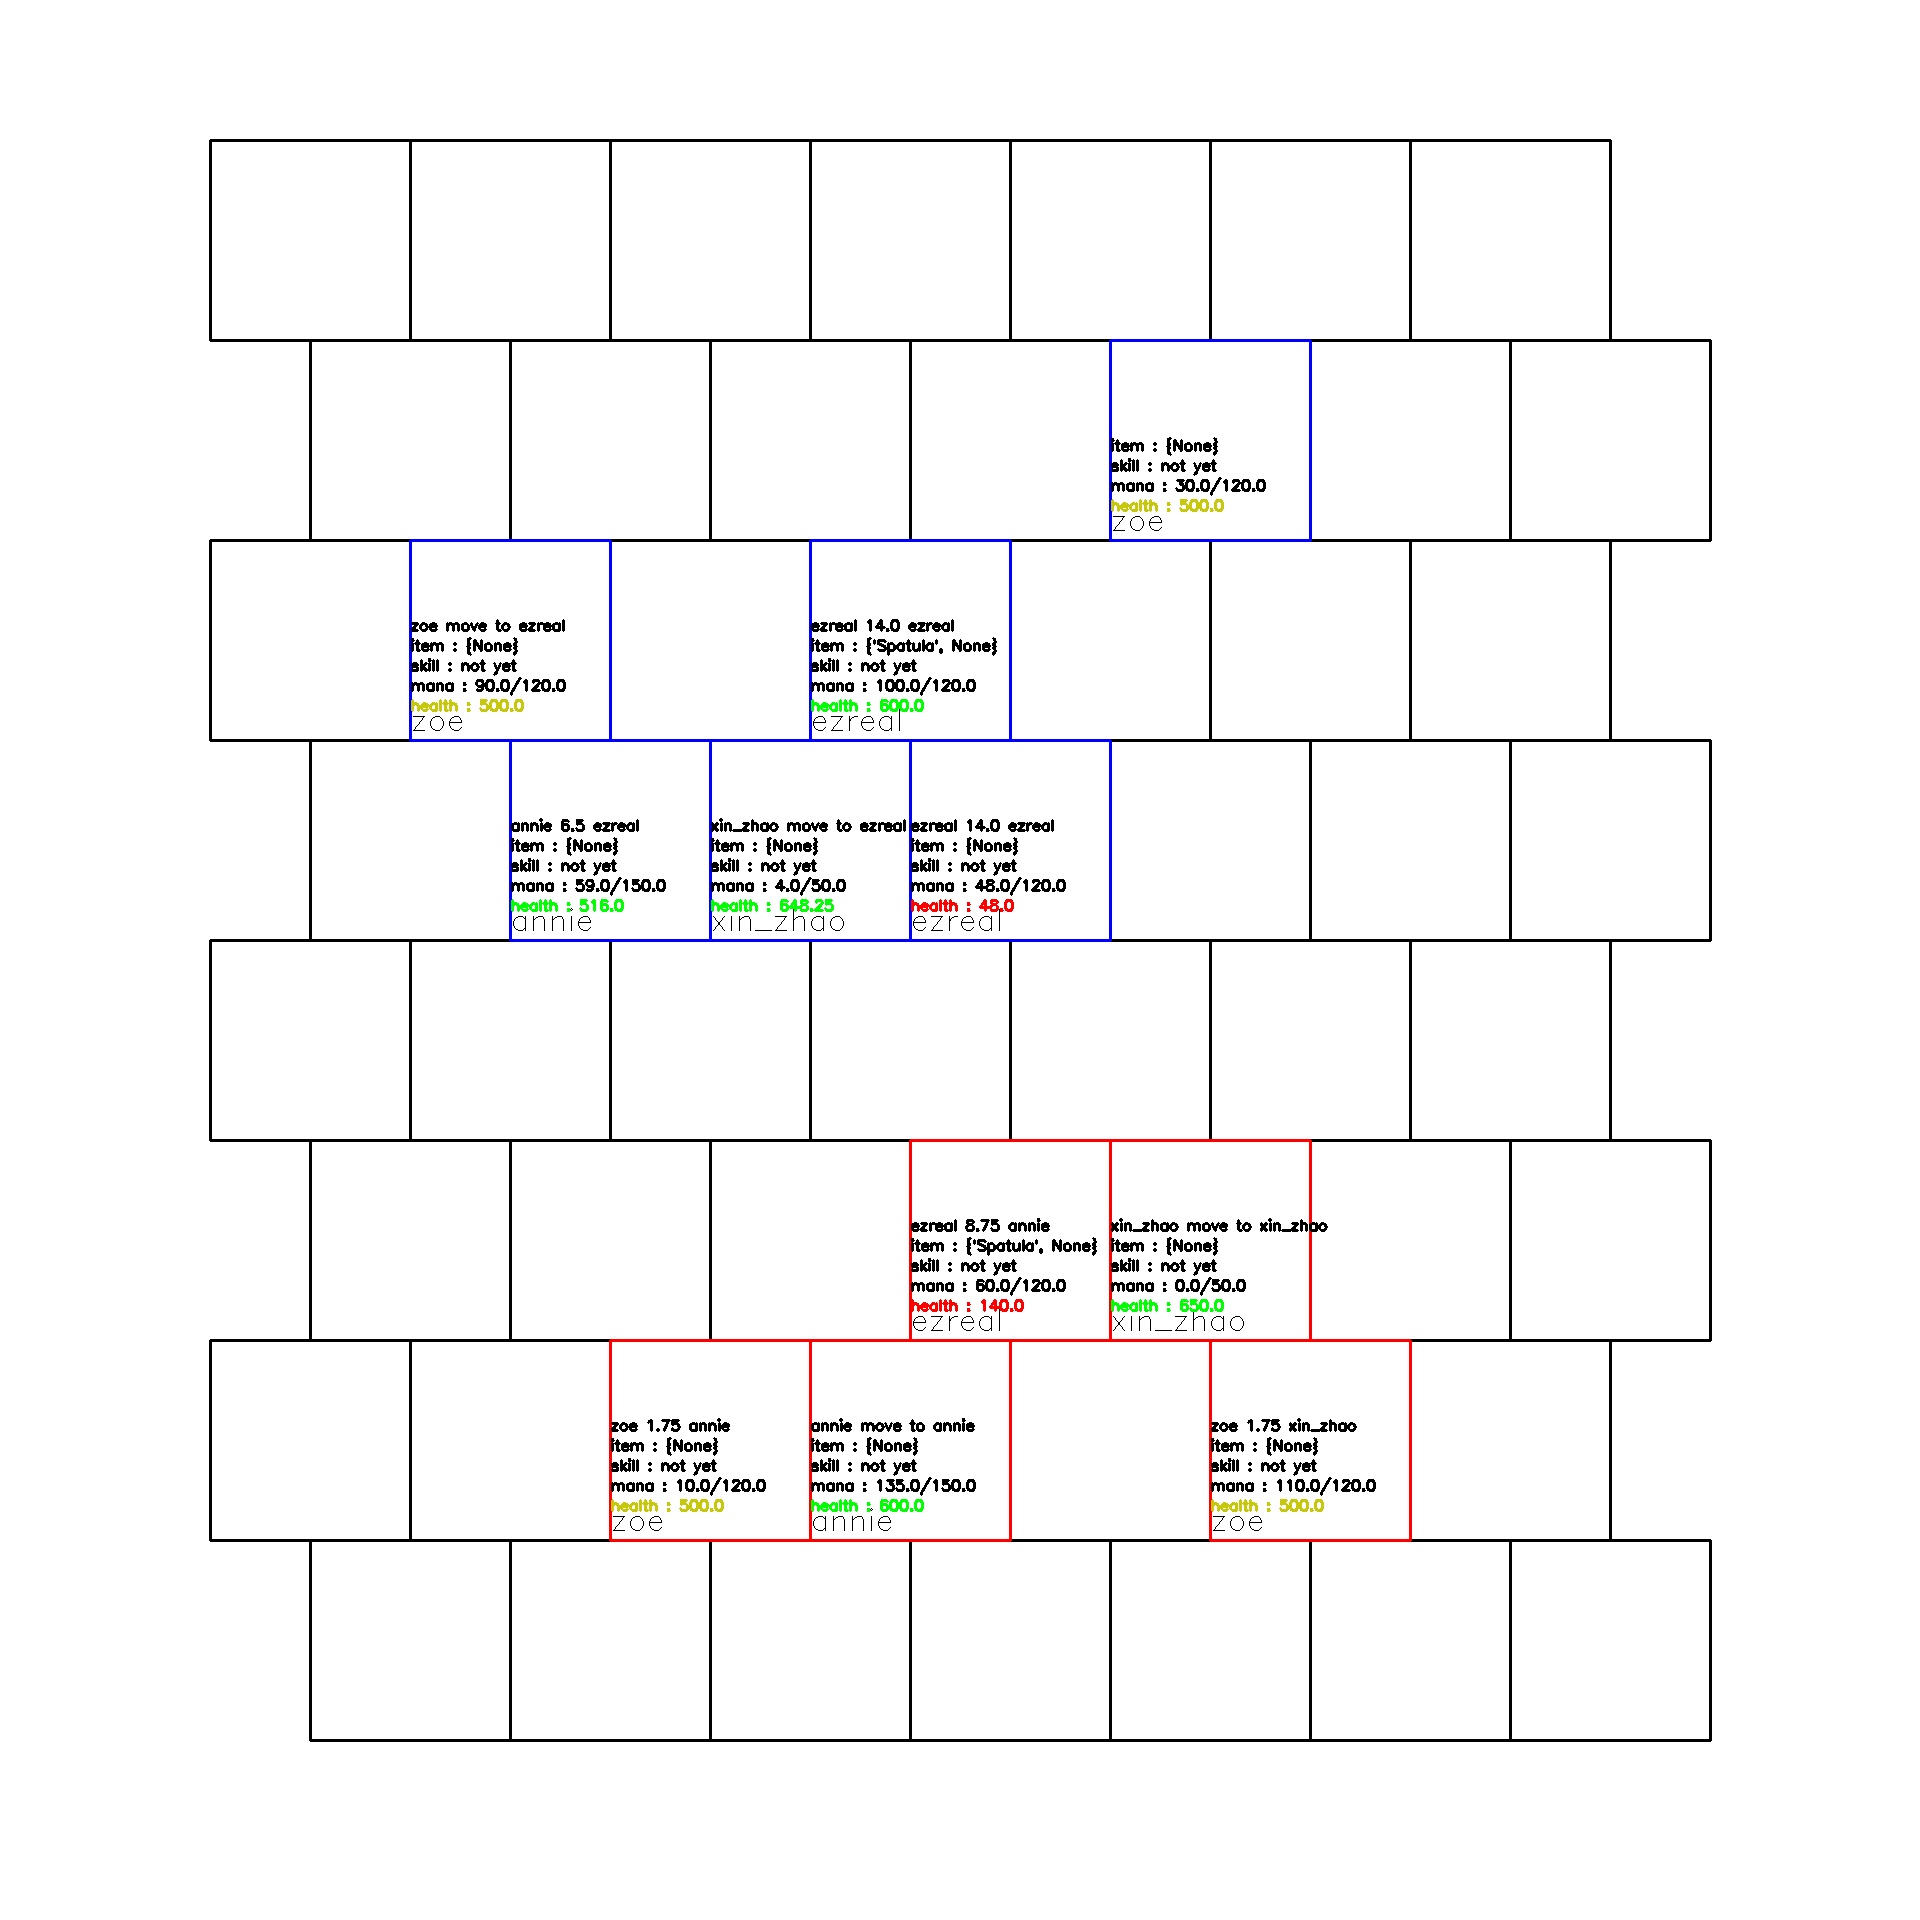 item : {None}
skill : not yet
mana : 30.0/120.0
health : 500.0
zoe
zoe move to ezreal
item : {None}
skill : not yet
mana : 90.0/120.0
health : 500.0
zoe
ezreal 14.0 ezreal
item : {'Spatula', None}
skill : not yet
mana : 100.0/120.0
health : 600.0
ezreal
annie 6.5 ezreal
item : {None}
skill : not yet
mana : 59.0/150.0
health : 516.0
annie
xin_zhao move to ezreal
item : {None}
skill : not yet
mana : 4.0/50.0
health : 648.25
xin_zhao
ezreal 14.0 ezreal
item : {None}
skill : not yet
mana : 48.0/120.0
health : 48.0
ezreal
ezreal 8.75 annie
item : {'Spatula', None}
skill : not yet
mana : 60.0/120.0
health : 140.0
ezreal
xin_zhao move to xin_zhao
item : {None}
skill : not yet
mana : 0.0/50.0
health : 650.0
xin_zhao
zoe 1.75 annie
item : {None}
skill : not yet
mana : 10.0/120.0
health : 500.0
zoe
annie move to annie
item : {None}
skill : not yet
mana : 135.0/150.0
health : 600.0
annie
zoe 1.75 xin_zhao
item : {None}
skill : not yet
mana : 110.0/120.0
health : 500.0
zoe